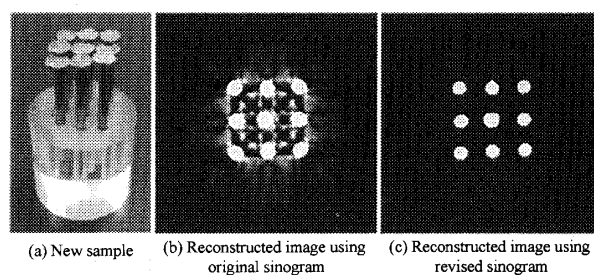 (a) New sample
(b) Reconstructed image using
original sinogram
(c) Reconstructed image using
revised sinogram